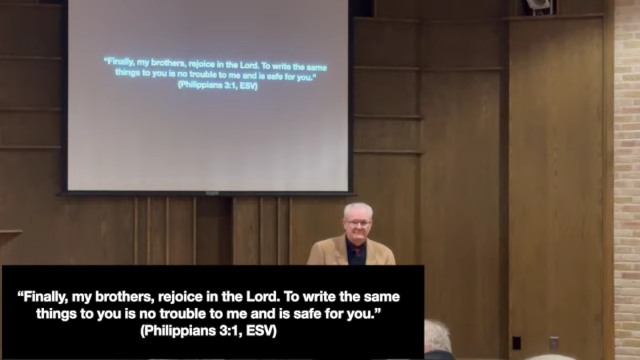 “Finally, my brothers, rejoice in the Lord. To write the same
things to you is no trouble to me and is safe for you.”
(Philippians 3:1, ESV)
“Finally, my brothers, rejoice in the Lord. To write the same
things to you is no trouble to me and is safe for you.”
(Philippians 3:1, ESV)